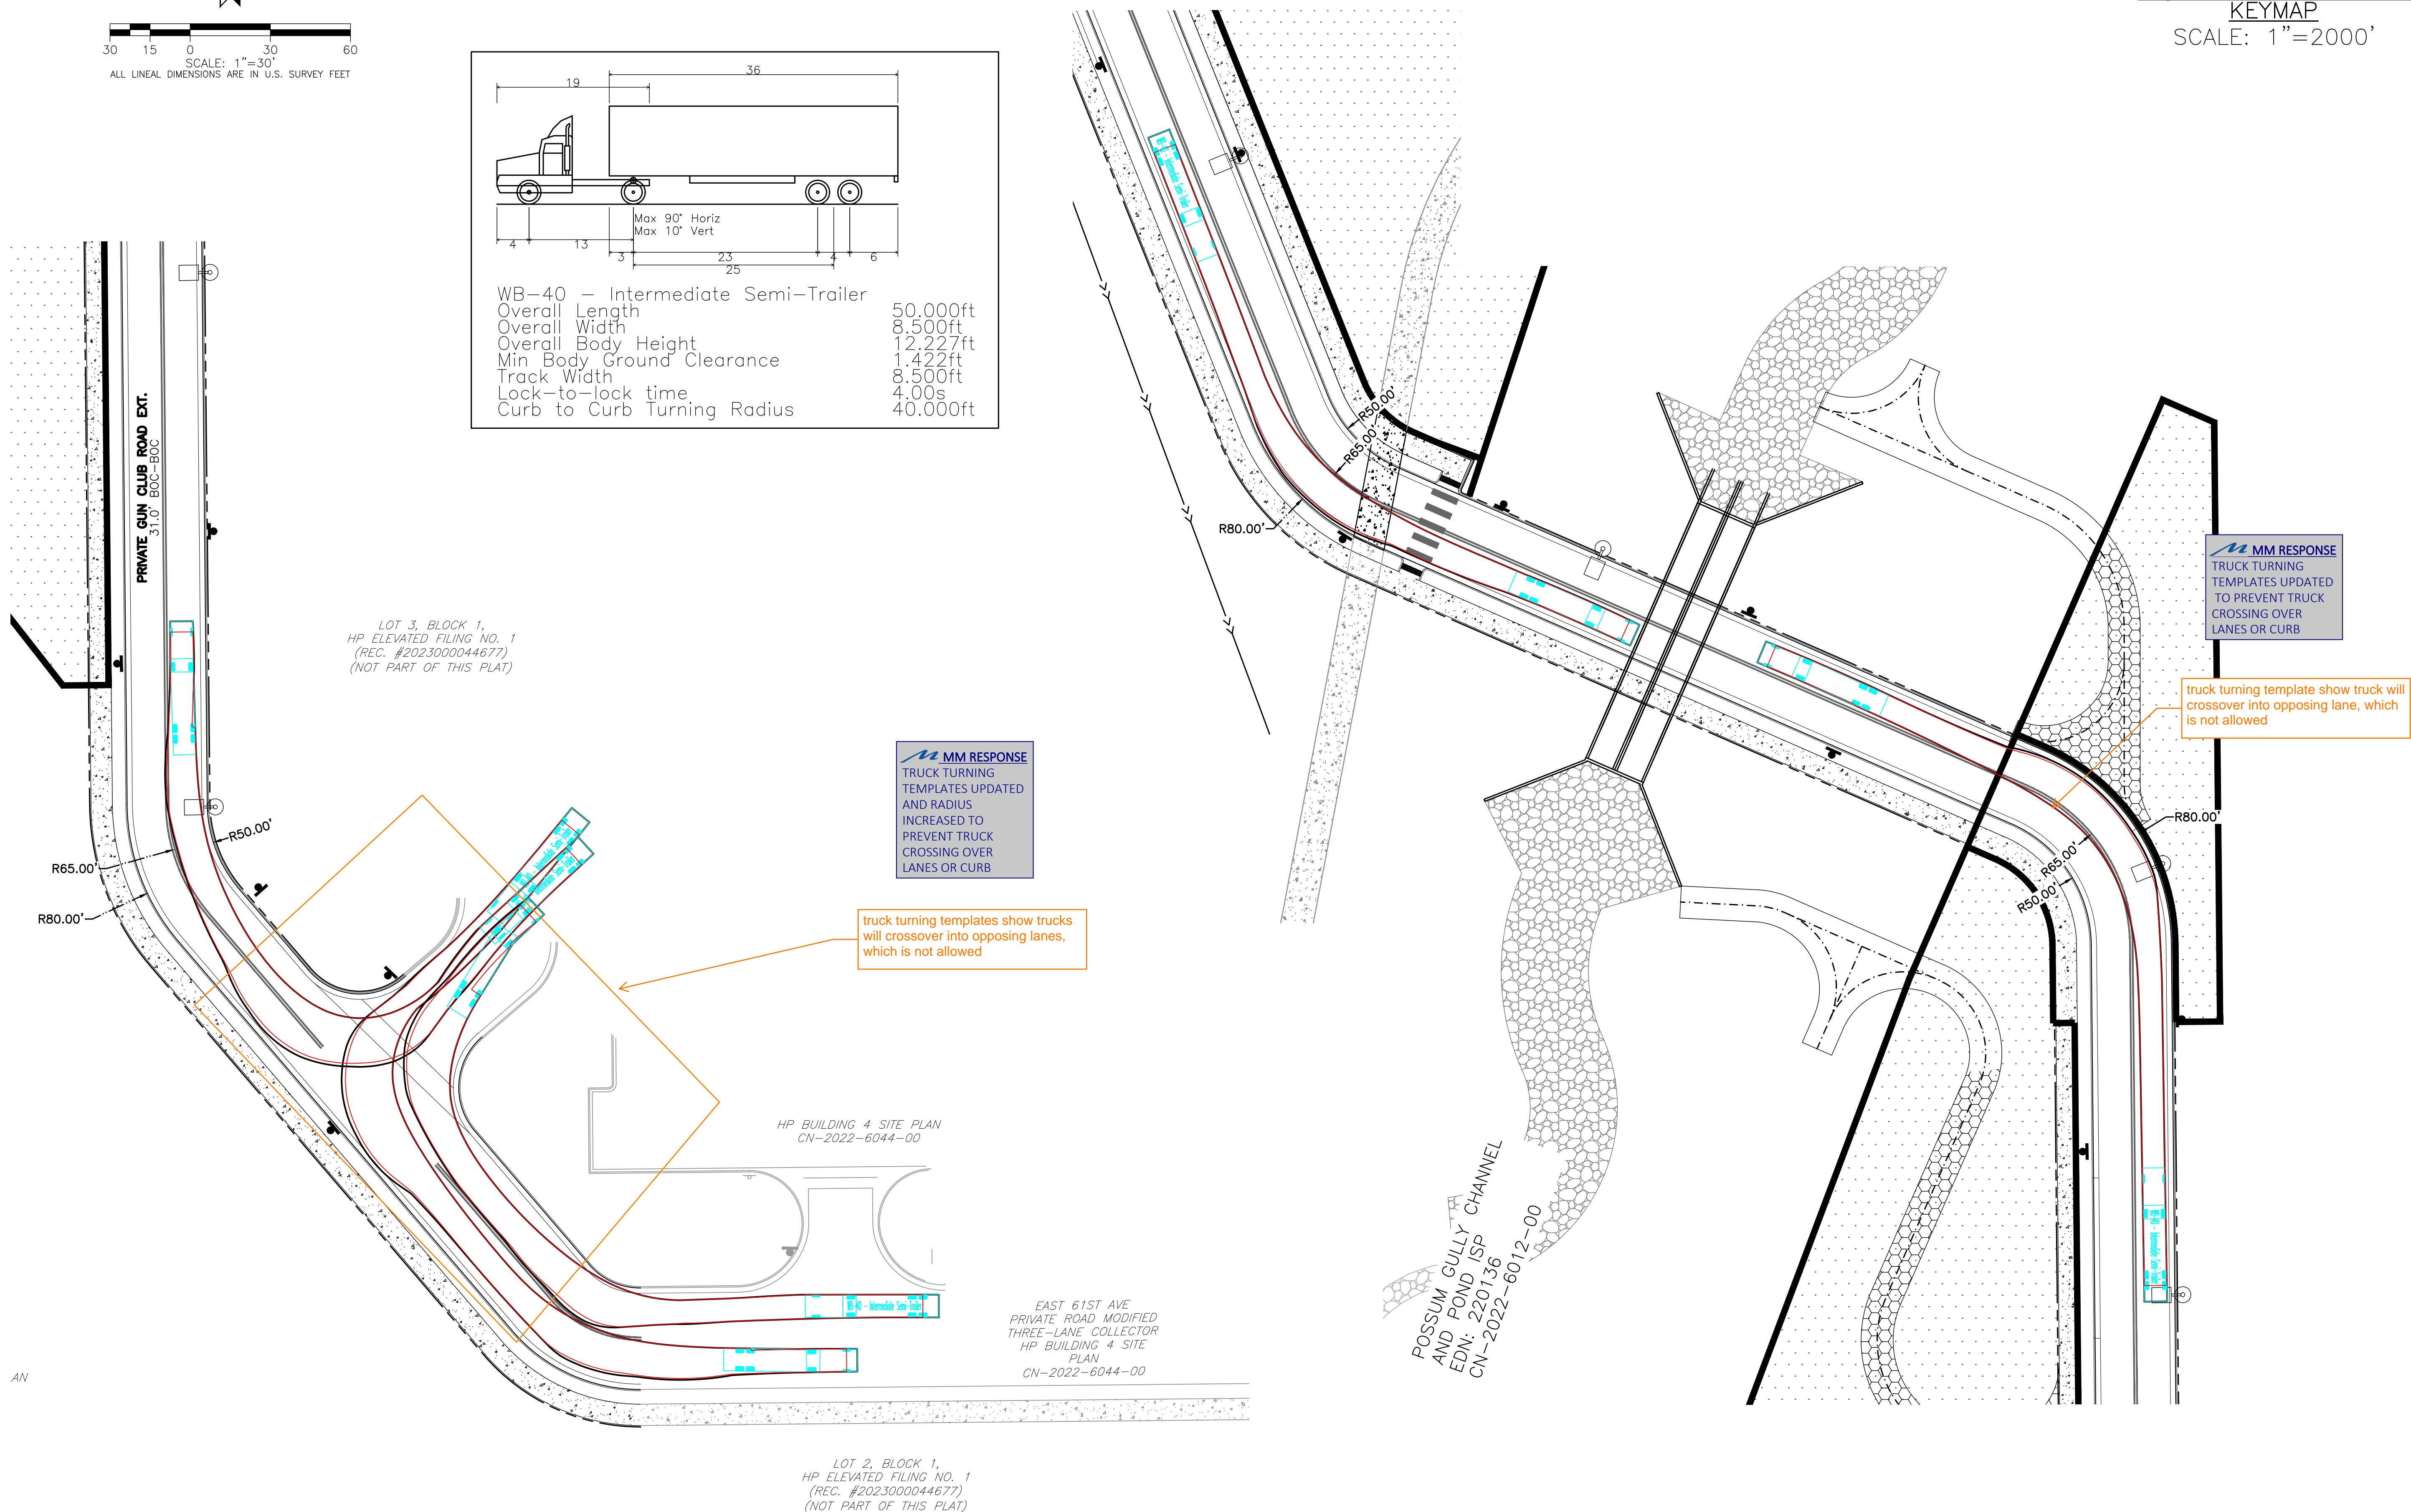 30 15 0 30 60
SCALE: 1"=30'
ALL LINEAL DIMENSIONS ARE IN U.S. SURVEY FEET
KEYMAP
SCALE: 1"=2000'
36
19
Max 90° Horiz
Max 10° Vert
4 13 3 23 4 6
25
WB-40 - Intermediate Semi-Trailer
Overall Length 50.000ft
Overall Width 8.500ft
Overall Body Height 12.227ft
Min Body Ground Clearance 1.422ft
Track Width 8.500ft
Lock-to-lock time 4.00s
Curb to Curb Turning Radius 40.000ft
PRIVATE GUN CLUB ROAD EXT.
31.0' BOC-BOC
LOT 3, BLOCK 1,
HP ELEVATED FILING NO. 1
(REC. #2023000044677)
(NOT PART OF THIS PLAT)
R50.00'
R65.00'
R80.00'
MM RESPONSE
TRUCK TURNING
TEMPLATES UPDATED
AND RADIUS
INCREASED TO
PREVENT TRUCK
CROSSING OVER
LANES OR CURB
truck turning templates show trucks
will crossover into opposing lanes,
which is not allowed
HP BUILDING 4 SITE PLAN
CN-2022-6044-00
WB-40 - Intermediate Semi-Trailer
EAST 61ST AVE
PRIVATE ROAD MODIFIED
THREE-LANE COLLECTOR
HP BUILDING 4 SITE
PLAN
CN-2022-6044-00
AN
LOT 2, BLOCK 1,
HP ELEVATED FILING NO. 1
(REC. #2023000044677)
(NOT PART OF THIS PLAT)
R50.00'
R65.00'
R80.00'
MM RESPONSE
TRUCK TURNING
TEMPLATES UPDATED
TO PREVENT TRUCK
CROSSING OVER
LANES OR CURB
truck turning template show truck will
crossover into opposing lane, which
is not allowed
R80.00'
R65.00'
R50.00'
POSSUM GULLY CHANNEL
AND POND ISP
EDN: 220136
CN-2022-6012-00